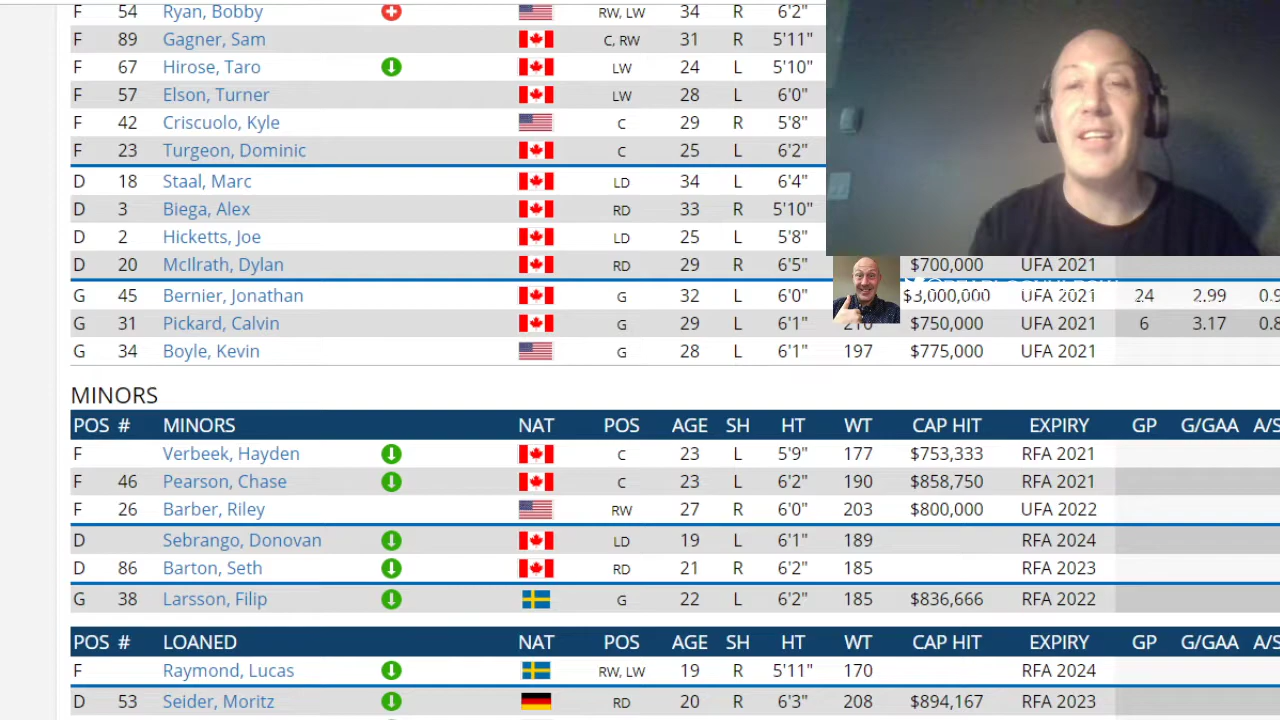 F 54 Ryan, Bobby RW, LW 34 R 6'2"
F 89 Gagner, Sam C, RW 31 R 5'11"
F 67 Hirose, Taro LW 24 L 5'10"
F 57 Elson, Turner LW 28 L 6'0"
F 42 Criscuolo, Kyle C 29 R 5'8"
F 23 Turgeon, Dominic C 25 L 6'2"
D 18 Staal, Marc LD 34 L 6'4"
D 3 Biega, Alex RD 33 R 5'10"
D 2 Hicketts, Joe LD 25 L 5'8"
D 20 McIlrath, Dylan RD 29 R 6'5" $700,000 UFA 2021
G 45 Bernier, Jonathan G 32 L 6'0" $3,000,000 UFA 2021 24 2.99
G 31 Pickard, Calvin G 29 L 6'1" 210 $750,000 UFA 2021 6 3.17
G 34 Boyle, Kevin G 28 L 6'1" 197 $775,000 UFA 2021
MINORS
POS # MINORS NAT POS AGE SH HT WT CAP HIT EXPIRY GP G/GAA A/S
F Verbeek, Hayden C 23 L 5'9" 177 $753,333 RFA 2021
F 46 Pearson, Chase C 23 L 6'2" 190 $858,750 RFA 2021
F 26 Barber, Riley RW 27 R 6'0" 203 $800,000 UFA 2022
D Sebrango, Donovan LD 19 L 6'1" 189 RFA 2024
D 86 Barton, Seth RD 21 R 6'2" 185 RFA 2023
G 38 Larsson, Filip G 22 L 6'2" 185 $836,666 RFA 2022
POS # LOANED NAT POS AGE SH HT WT CAP HIT EXPIRY GP G/GAA A/S
F Raymond, Lucas RW, LW 19 R 5'11" 170 RFA 2024
D 53 Seider, Moritz RD 20 R 6'3" 208 $894,167 RFA 2023